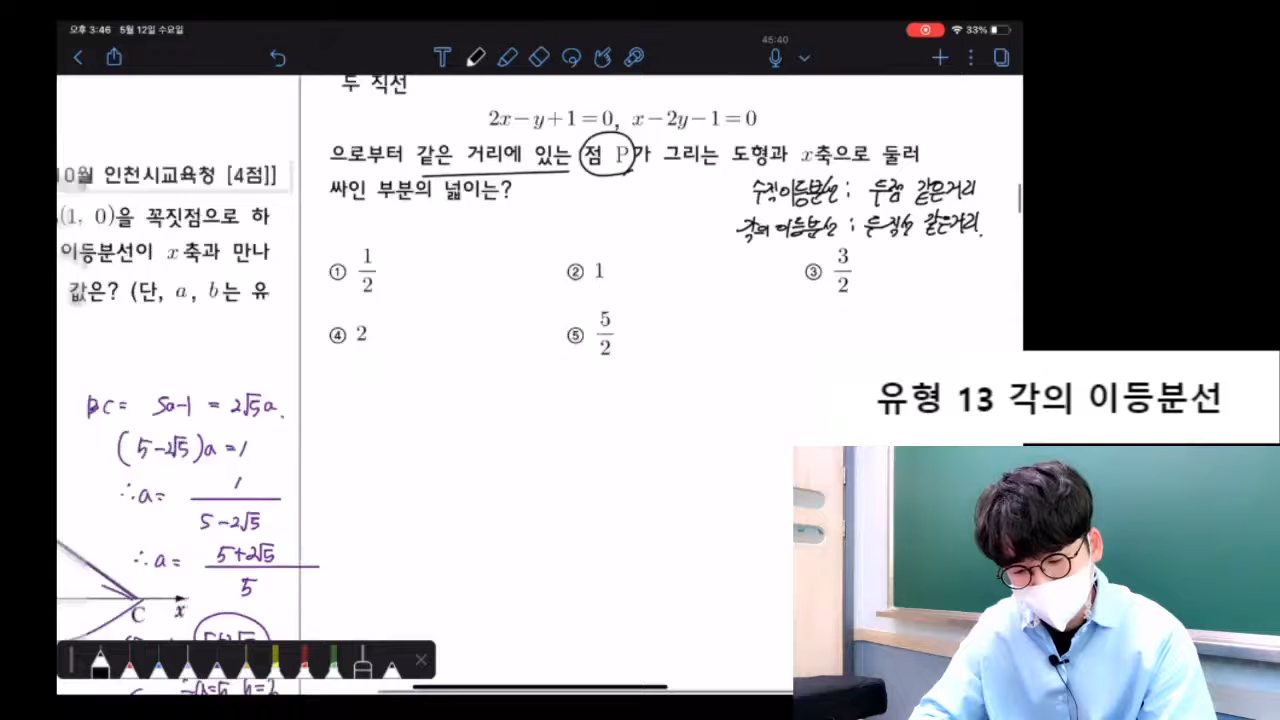 오후 3:46 5월 12일 수요일
33%
45:40
두 직선
2x-y+1=0, x-2y-1=0
으로부터 같은 거리에 있는 점 P가 그리는 도형과 x축으로 둘러
싸인 부분의 넓이는?
수직이등분선 : 두점 같은거리
각의 이등분선 : 두직선 같은거리.
① 1/2 ② 1 ③ 3/2
④ 2 ⑤ 5/2
10월 인천시교육청 [4점]]
(1, 0)을 꼭짓점으로 하
이등분선이 x축과 만나
값은? (단, a, b는 유
= 5a-1 = 2√5a.
(5-2√5)a=1
∴a= 1/(5-2√5)
∴a= (5+2√5)/5
C x
유형 13 각의 이등분선